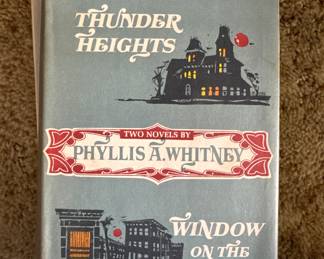 THUNDER
HEIGHTS
TWO NOVELS BY
PHYLLIS A. WHITNEY
WINDOW
ON THE